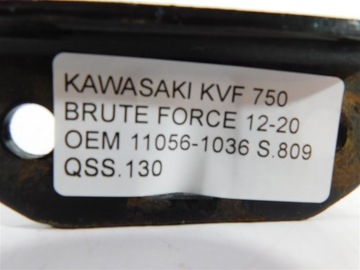 KAWASAKI KVF 750
BRUTE FORCE 12-20
OEM 11056-1036 S.809
QSS.130